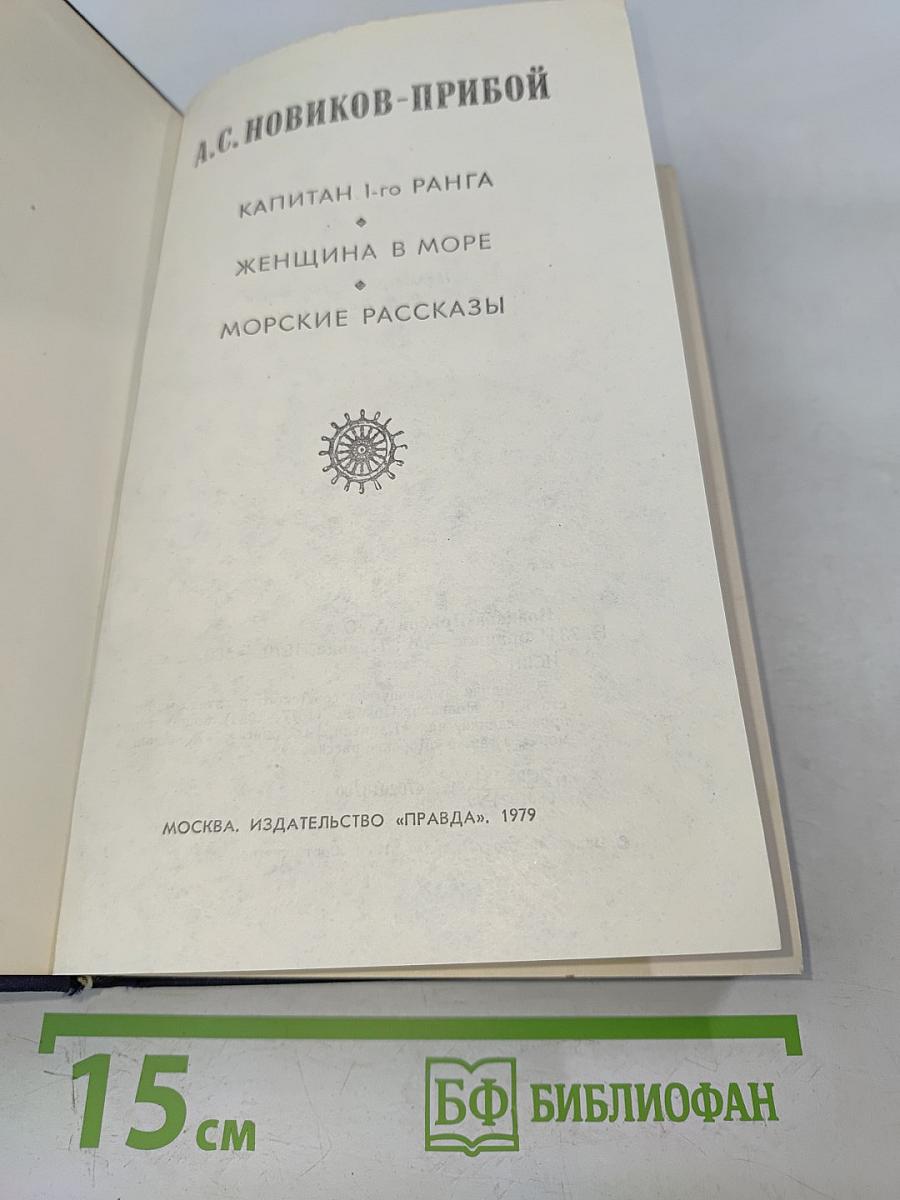 А.С. НОВИКОВ-ПРИБОЙ
КАПИТАН I-го РАНГА
ЖЕНЩИНА В МОРЕ
МОРСКИЕ РАССКАЗЫ
МОСКВА. ИЗДАТЕЛЬСТВО «ПРАВДА». 1979
15 см
БФ БИБЛИОФАН